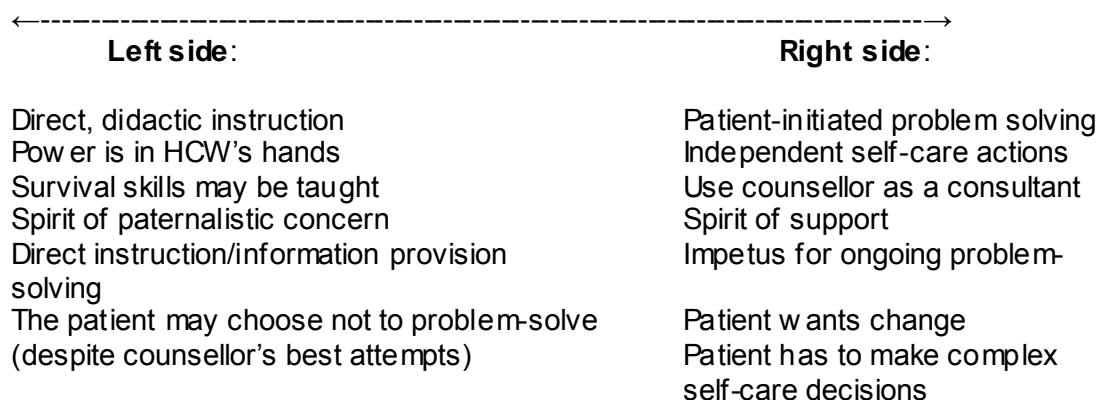 ←----------------------------------------------------------------------------------------→
Left side: Right side:
Direct, didactic instruction Patient-initiated problem solving
Power is in HCW's hands Independent self-care actions
Survival skills may be taught Use counsellor as a consultant
Spirit of paternalistic concern Spirit of support
Direct instruction/information provision Impetus for ongoing problem-
solving
The patient may choose not to problem-solve Patient wants change
(despite counsellor's best attempts) Patient has to make complex
self-care decisions